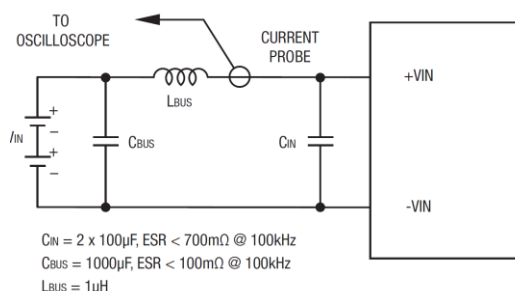 TO
OSCILLOSCOPE
CURRENT
PROBE
+VIN
LBUS
+
IIN
−
+
−
CBUS
CIN
-VIN
CIN = 2 x 100µF, ESR < 700mΩ @ 100kHz
CBUS = 1000µF, ESR < 100mΩ @ 100kHz
LBUS = 1uH